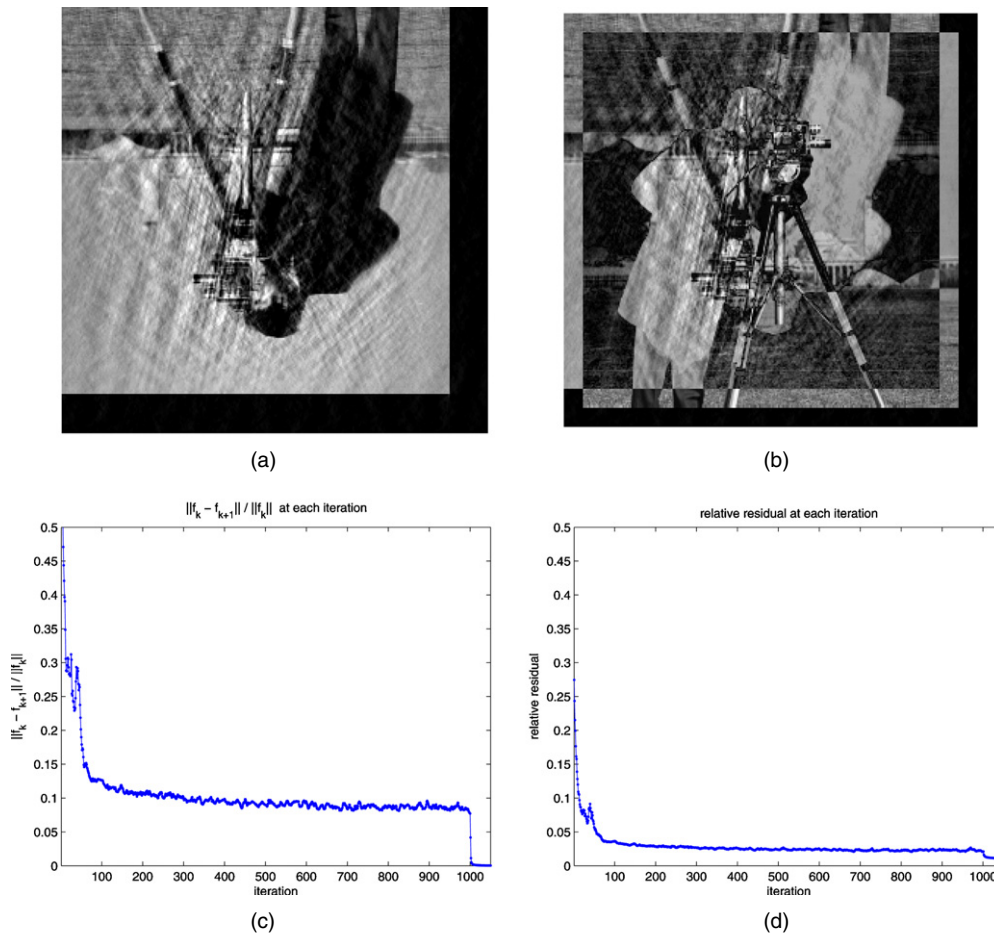 (a)
(b)
||f_k − f_{k+1}|| / ||f_k|| at each iteration
0.5
0.45
0.4
0.35
0.3
0.25
0.2
0.15
0.1
0.05
0
||f_k − f_{k+1}|| / ||f_k||
100 200 300 400 500 600 700 800 900 1000
iteration
(c)
relative residual at each iteration
0.5
0.45
0.4
0.35
0.3
0.25
0.2
0.15
0.1
0.05
0
relative residual
100 200 300 400 500 600 700 800 900 1000
iteration
(d)